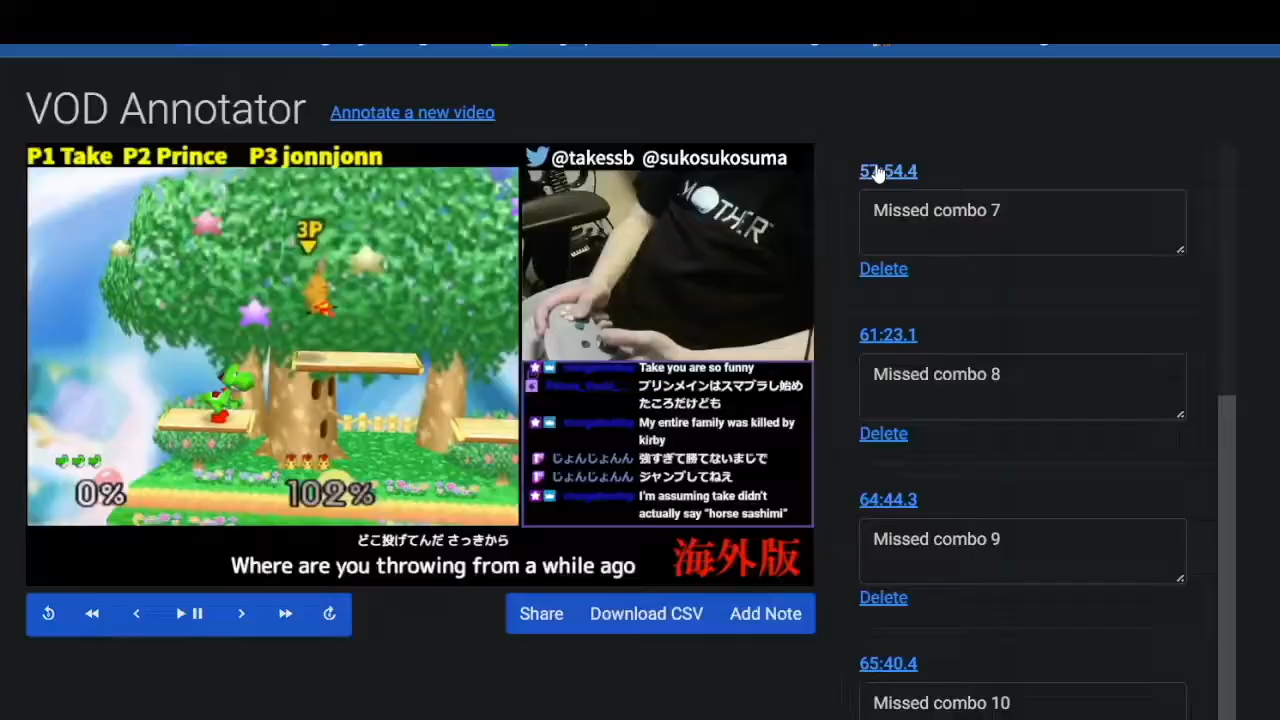 VOD Annotator
Annotate a new video
P1 Take P2 Prince P3 jonnjonn
@takessb @sukosukosuma
3P
MOTHER
0%
102%
Take you are so funny
プリンメインはスマブラし始め
たころだけども
My entire family was killed by
kirby
じょんじょんん 強すぎて勝てないまじで
じょんじょんん ジャンプしてねえ
I'm assuming take didn't
actually say "horse sashimi"
どこ投げてんだ さっきから
Where are you throwing from a while ago
海外版
Share
Download CSV
Add Note
Missed combo 7
Delete
61:23.1
Missed combo 8
Delete
64:44.3
Missed combo 9
Delete
65:40.4
Missed combo 10